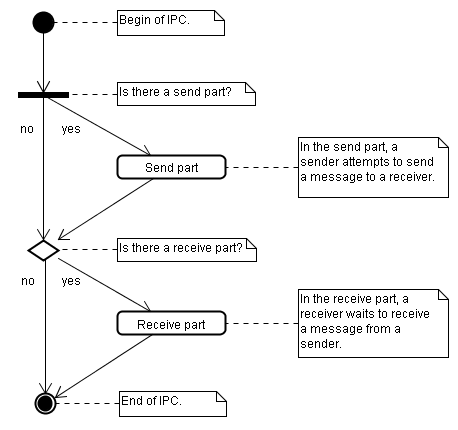 Begin of IPC.
Is there a send part?
no
yes
Send part
In the send part, a
sender attempts to send
a message to a receiver.
Is there a receive part?
no
yes
Receive part
In the receive part, a
receiver waits to receive
a message from a
sender.
End of IPC.